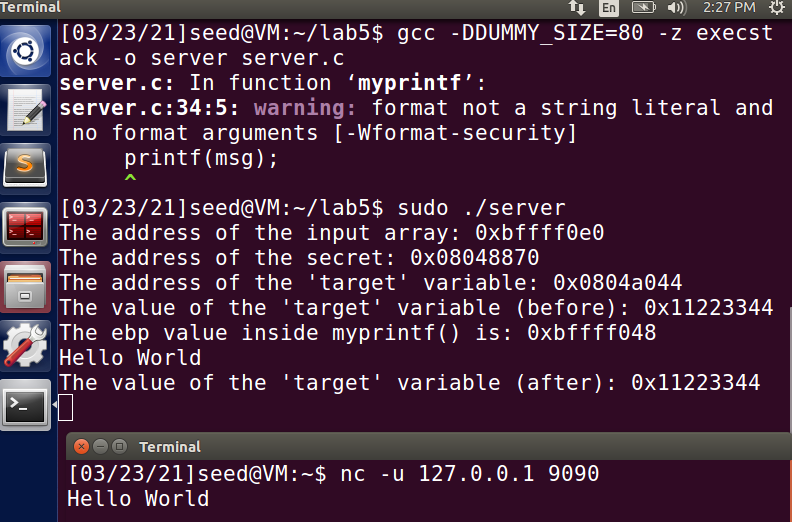 Terminal En 2:27 PM
[03/23/21]seed@VM:~/lab5$ gcc -DDUMMY_SIZE=80 -z execst
ack -o server server.c
server.c: In function ‘myprintf’:
server.c:34:5: warning: format not a string literal and
no format arguments [-Wformat-security]
printf(msg);
^
[03/23/21]seed@VM:~/lab5$ sudo ./server
The address of the input array: 0xbffff0e0
The address of the secret: 0x08048870
The address of the 'target' variable: 0x0804a044
The value of the 'target' variable (before): 0x11223344
The ebp value inside myprintf() is: 0xbffff048
Hello World
The value of the 'target' variable (after): 0x11223344
Terminal
[03/23/21]seed@VM:~$ nc -u 127.0.0.1 9090
Hello World